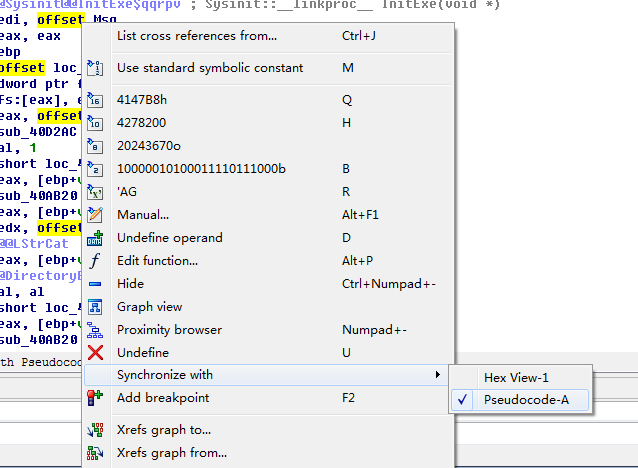 @Sysinit@@InitExe$qqrpv ; Sysinit::__linkproc__ InitExe(void *)
edi, offset Msg
eax, eax
ebp
offset loc_
dword ptr f
fs:[eax], e
eax, offset
sub_40D2AC
al, 1
short loc_4
eax, [ebp+v
sub_40AB20
eax, [ebp+v
edx, offset
@@LStrCat
eax, [ebp+v
@DirectoryE
al, al
short loc_4
eax, [ebp+v
sub_40AB20
th Pseudocod
List cross references from... Ctrl+J
Use standard symbolic constant M
4147B8h Q
4278200 H
20243670o
10000010100011110111000b B
'AG R
Manual... Alt+F1
Undefine operand D
Edit function... Alt+P
Hide Ctrl+Numpad+-
Graph view
Proximity browser Numpad+-
Undefine U
Synchronize with
Add breakpoint F2
Xrefs graph to...
Xrefs graph from...
Hex View-1
Pseudocode-A